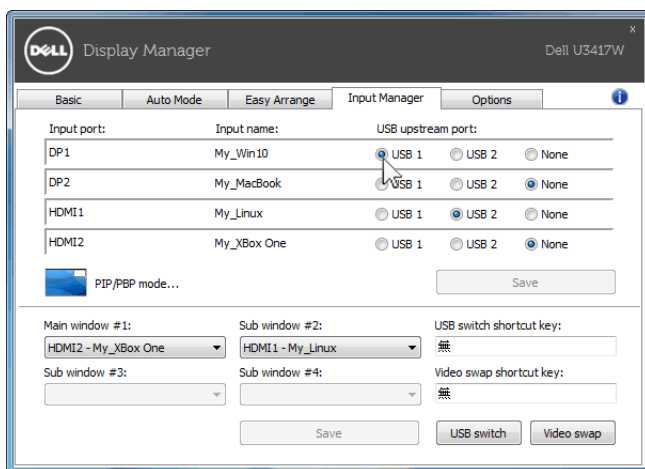 x
DELL Display Manager Dell U3417W
Basic Auto Mode Easy Arrange Input Manager Options i
Input port: Input name: USB upstream port:
DP1 My_Win10 USB 1 USB 2 None
DP2 My_MacBook USB 1 USB 2 None
HDMI1 My_Linux USB 1 USB 2 None
HDMI2 My_XBox One USB 1 USB 2 None
PIP/PBP mode... Save
Main window #1: Sub window #2: USB switch shortcut key:
HDMI2 - My_XBox One HDMI1 - My_Linux 無
Sub window #3: Sub window #4: Video swap shortcut key:
無
Save USB switch Video swap